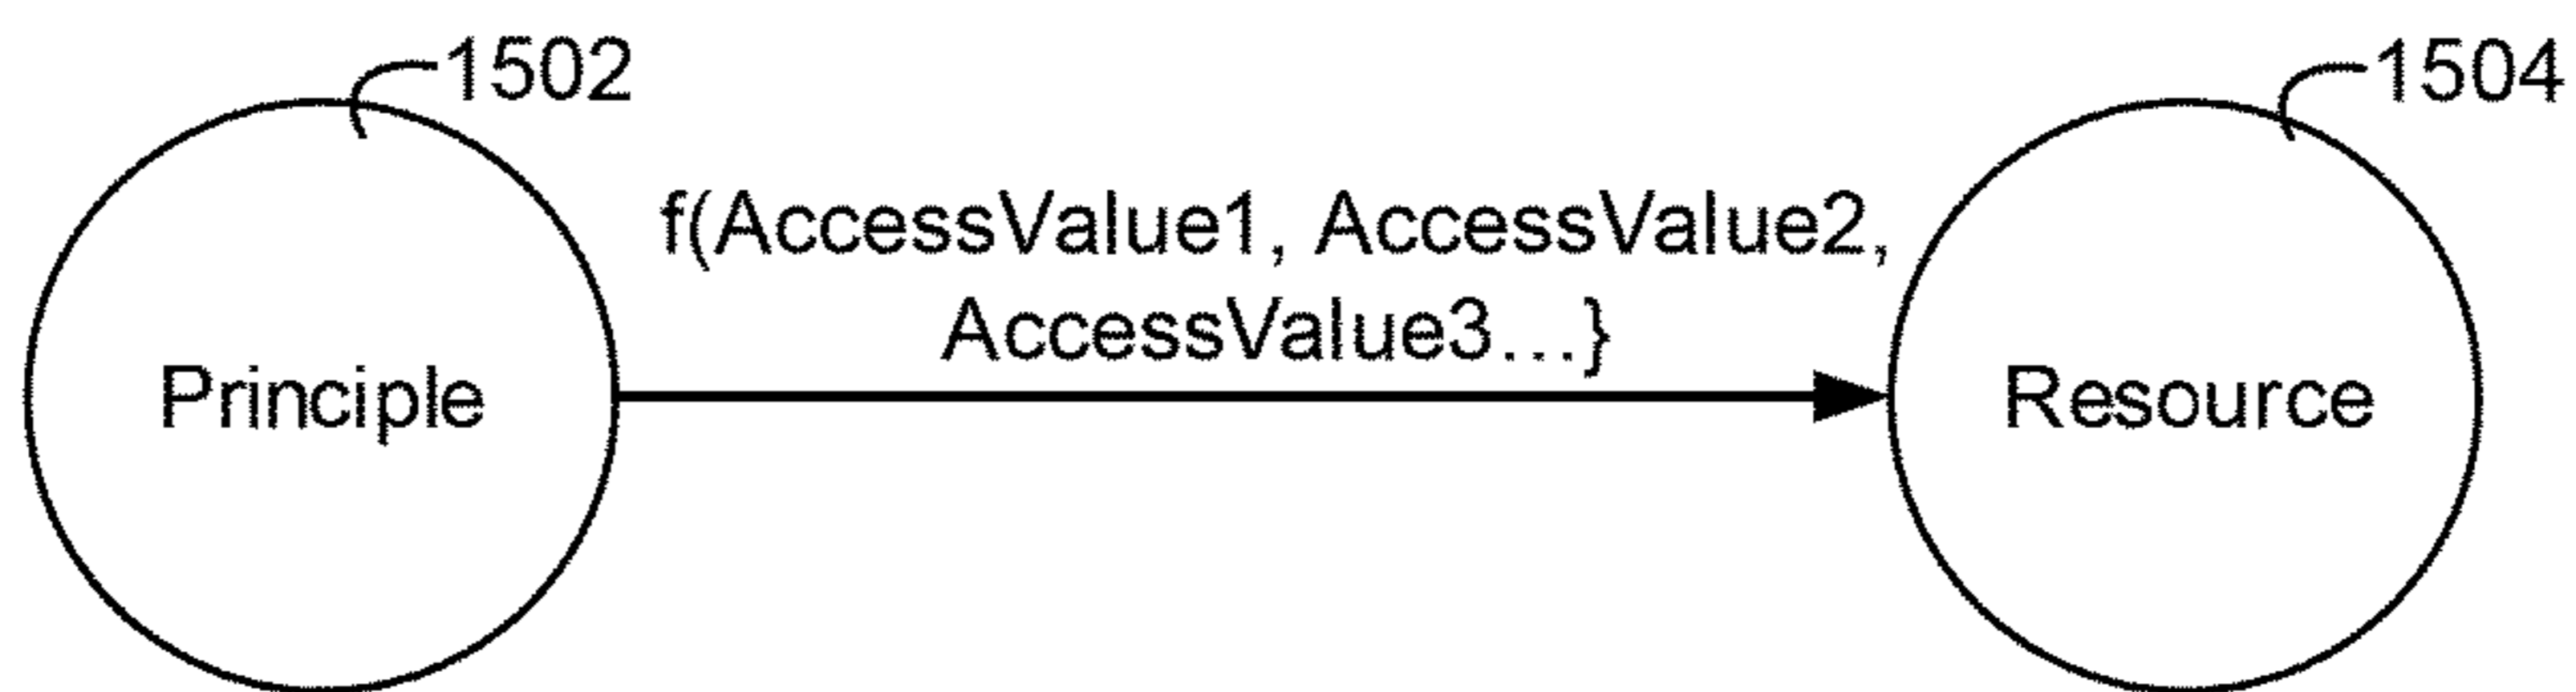 1502
1504
f(AccessValue1, AccessValue2,
AccessValue3...}
Principle
Resource